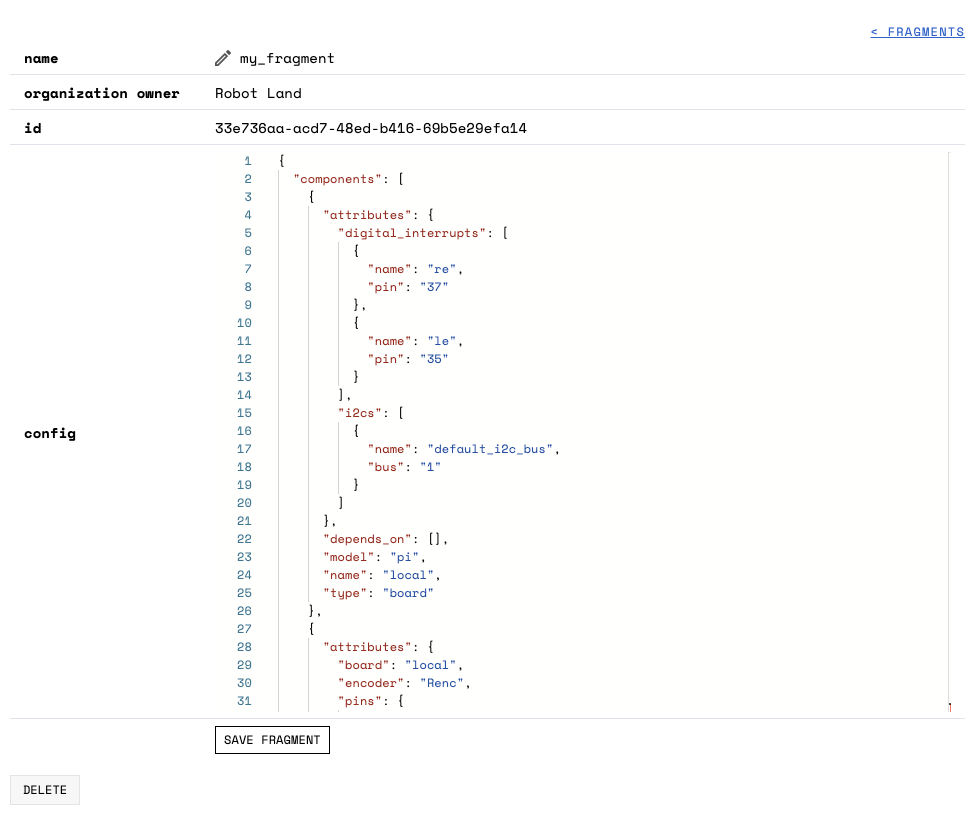 < FRAGMENTS
name my_fragment
organization owner Robot Land
id 33e736aa-acd7-48ed-b416-69b5e29efa14
config
1 {
2 "components": [
3 {
4 "attributes": {
5 "digital_interrupts": [
6 {
7 "name": "re",
8 "pin": "37"
9 },
10 {
11 "name": "le",
12 "pin": "35"
13 }
14 ],
15 "i2cs": [
16 {
17 "name": "default_i2c_bus",
18 "bus": "1"
19 }
20 ]
21 },
22 "depends_on": [],
23 "model": "pi",
24 "name": "local",
25 "type": "board"
26 },
27 {
28 "attributes": {
29 "board": "local",
30 "encoder": "Renc",
31 "pins": {
SAVE FRAGMENT
DELETE